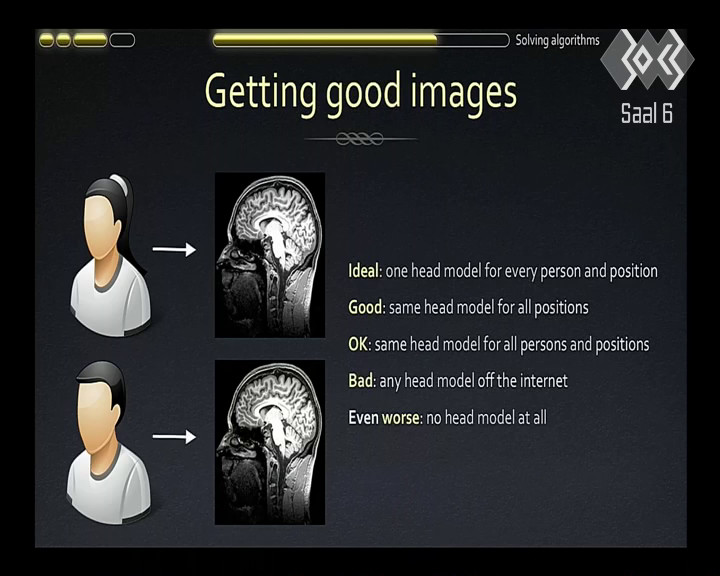 Solving algorithms
Saal 6
Getting good images
Ideal: one head model for every person and position
Good: same head model for all positions
OK: same head model for all persons and positions
Bad: any head model off the internet
Even worse: no head model at all